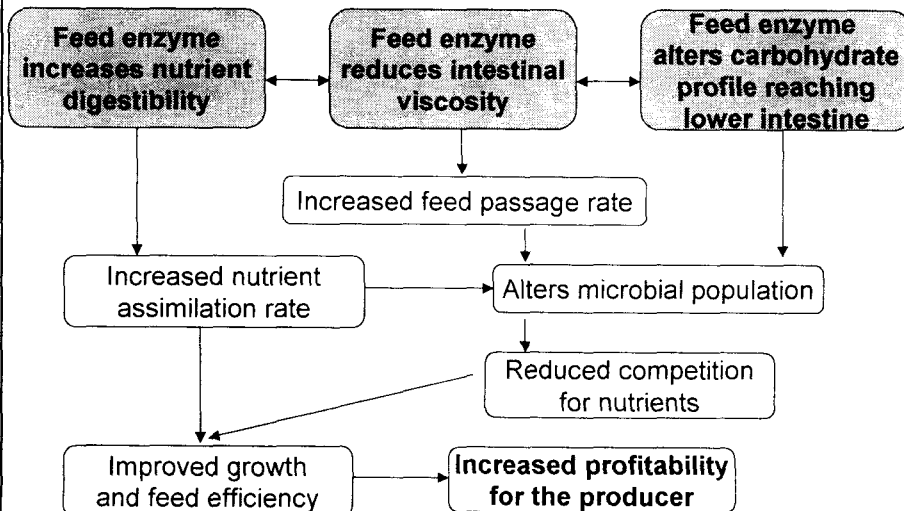 Feed enzyme
increases nutrient
digestibility
Feed enzyme
reduces intestinal
viscosity
Feed enzyme
alters carbohydrate
profile reaching
lower intestine
Increased feed passage rate
Increased nutrient
assimilation rate
Alters microbial population
Reduced competition
for nutrients
Improved growth
and feed efficiency
Increased profitability
for the producer